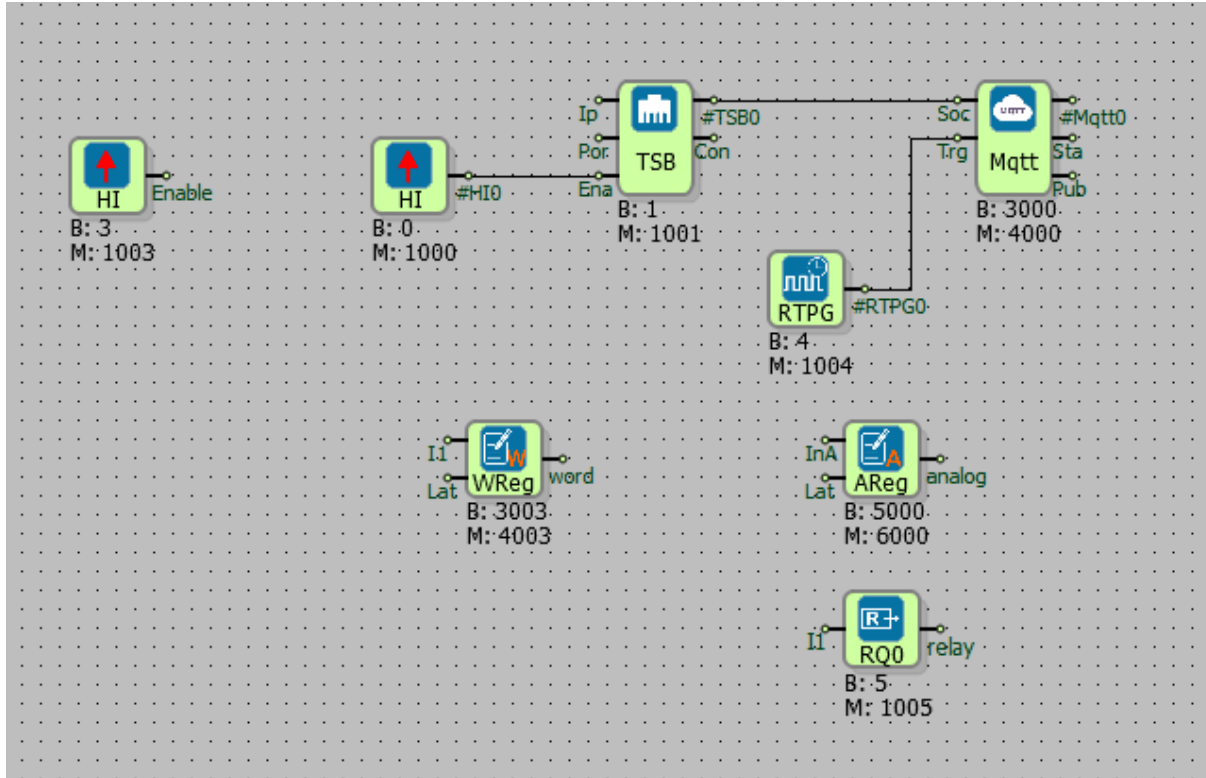 Ip
#TSB0
Soc
#Mqtt0
Por
TSB
Con
Trg
Mqtt
Sta
HI
Enable
HI
#HI0
Ena
Pub
B: 3
M: 1003
B: 0
M: 1000
B: 1
M: 1001
B: 3000
M: 4000
MQTT
RTPG
#RTPG0
B: 4
M: 1004
I1
Lat
W
WReg
word
B: 3003
M: 4003
InA
Lat
A
AReg
analog
B: 5000
M: 6000
I1
R
RQ0
relay
B: 5
M: 1005